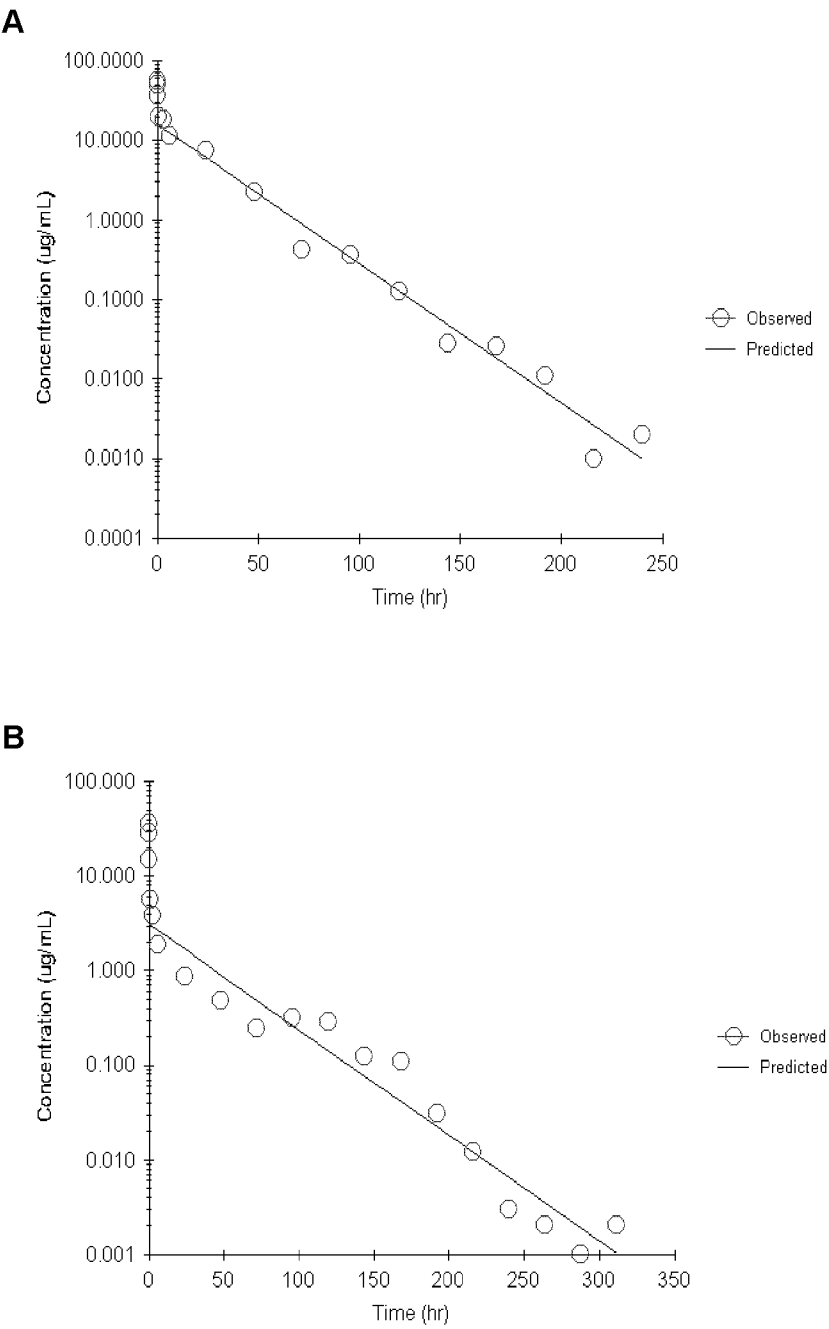 A
100.0000
10.0000
1.0000
0.1000
0.0100
0.0010
0.0001
Concentration (ug/mL)
0 50 100 150 200 250
Time (hr)
Observed
Predicted
B
100.000
10.000
1.000
0.100
0.010
0.001
Concentration (ug/mL)
0 50 100 150 200 250 300 350
Time (hr)
Observed
Predicted